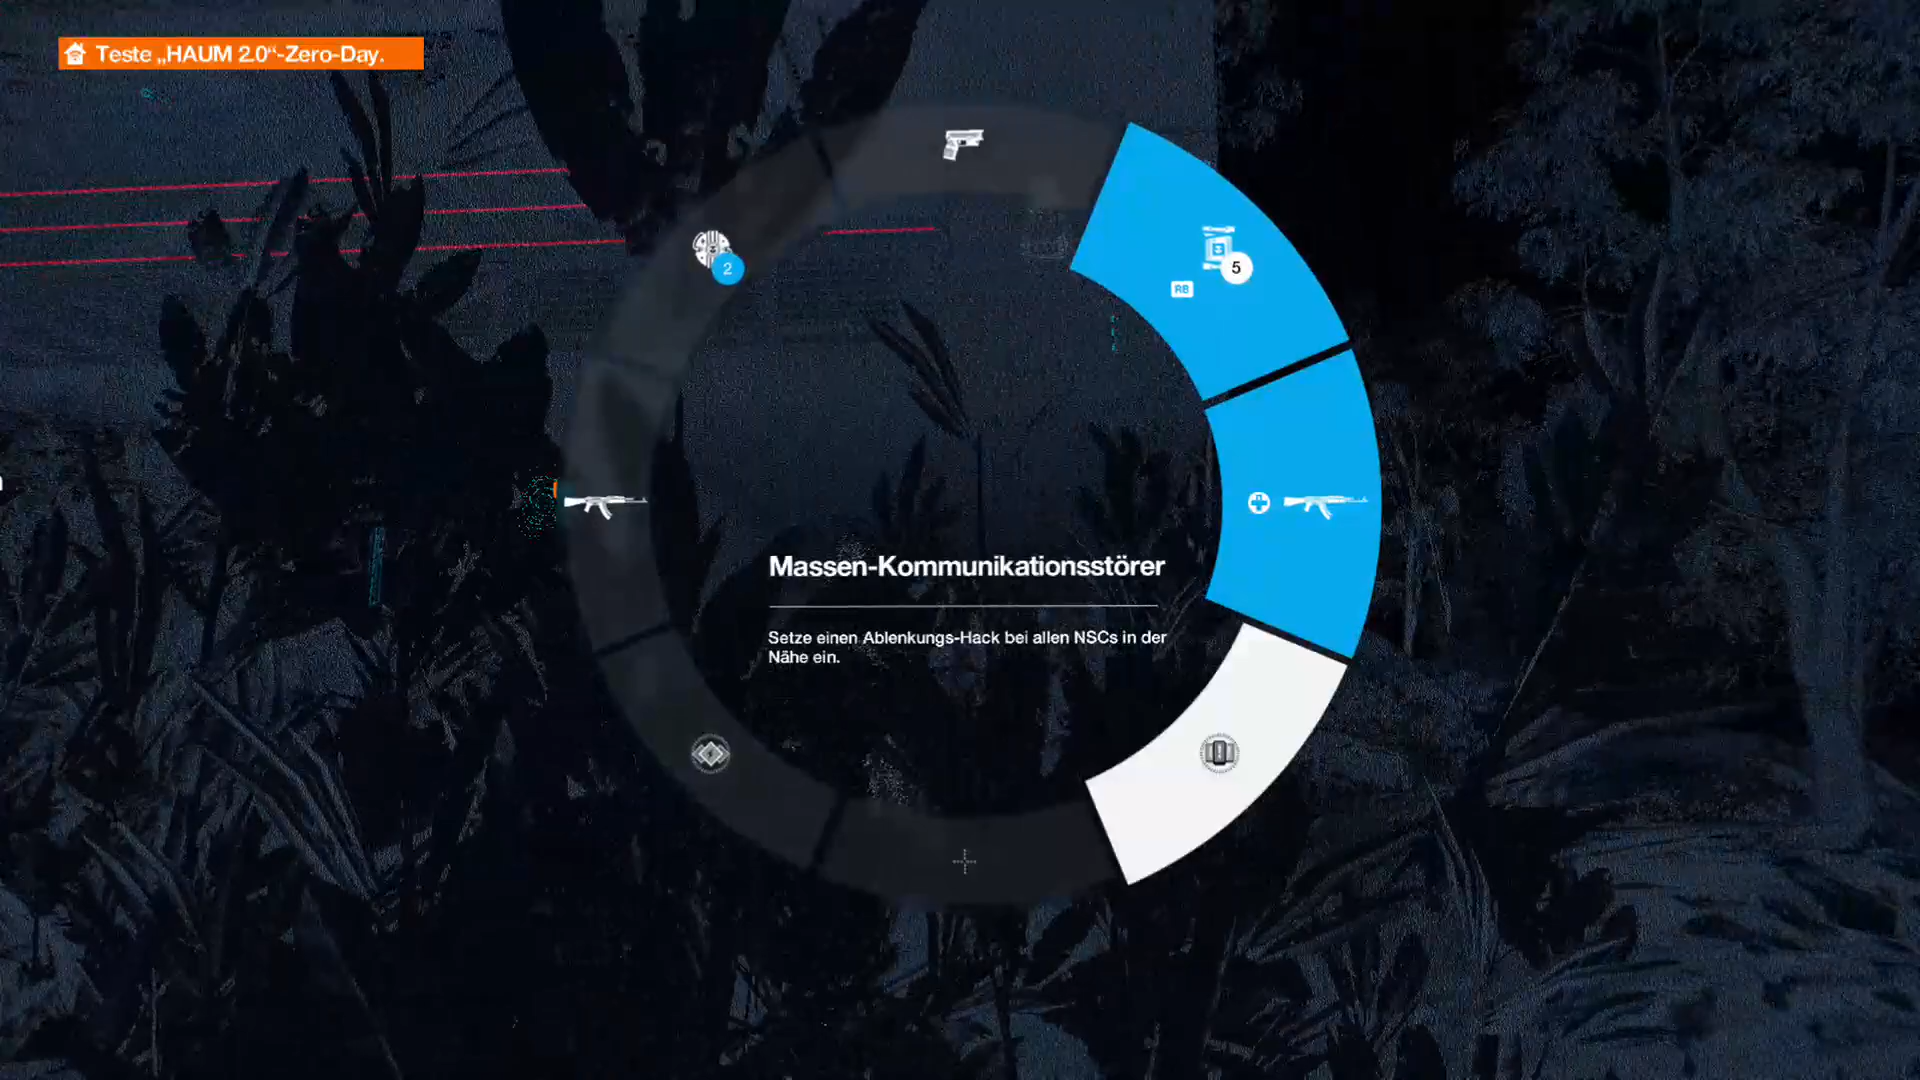 Teste „HAUM 2.0“-Zero-Day.
2
5
RB
Massen-Kommunikationsstörer
Setze einen Ablenkungs-Hack bei allen NSCs in der
Nähe ein.